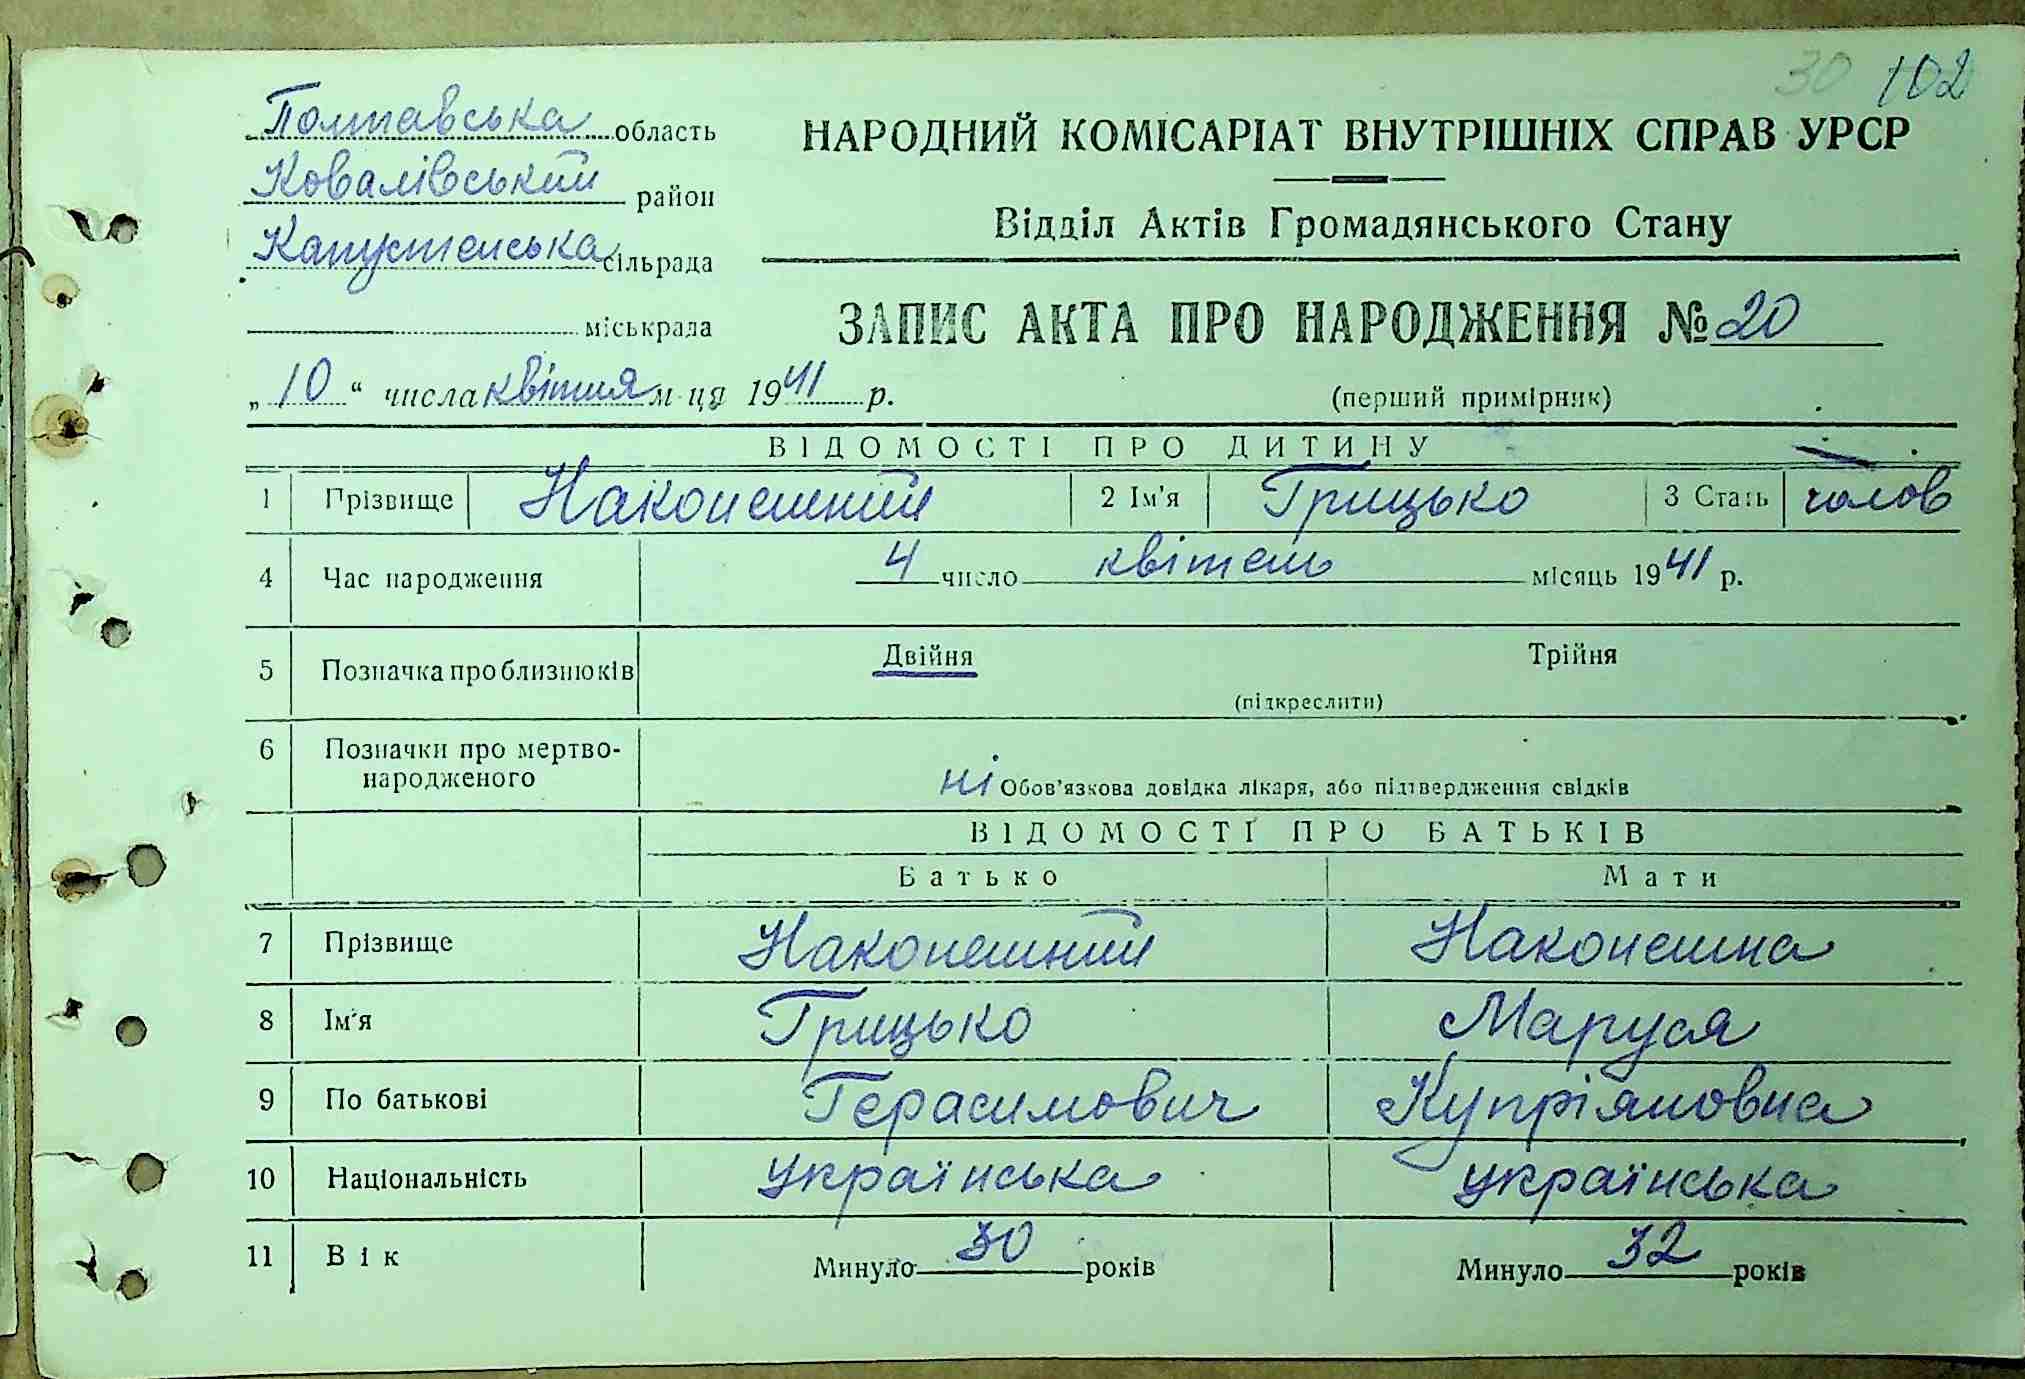 30 102
Полтавська область
Ковалівський район
Капустенська сільрада
міськрада
НАРОДНИЙ КОМІСАРІАТ ВНУТРІШНІХ СПРАВ УРСР
Відділ Актів Громадянського Стану
ЗАПИС АКТА ПРО НАРОДЖЕННЯ № 20
„10“ числа квітня м-ця 1941 р.
(перший примірник)
ВІДОМОСТІ ПРО ДИТИНУ
1 Прізвище Наконешний 2 Ім'я Грицько 3 Стать чолов
4 Час народження 4 число квітень місяць 1941 р.
5 Позначка про близнюків Двійня Трійня
(підкреслити)
6 Позначки про мертво-
народженого
ні Обов'язкова довідка лікаря, або підтвердження свідків
ВІДОМОСТІ ПРО БАТЬКІВ
Батько Мати
7 Прізвище Наконешний Наконешна
8 Ім'я Грицько Маруся
9 По батькові Герасимович Купріяновна
10 Національність українська українська
11 Вік Минуло 30 років Минуло 32 років